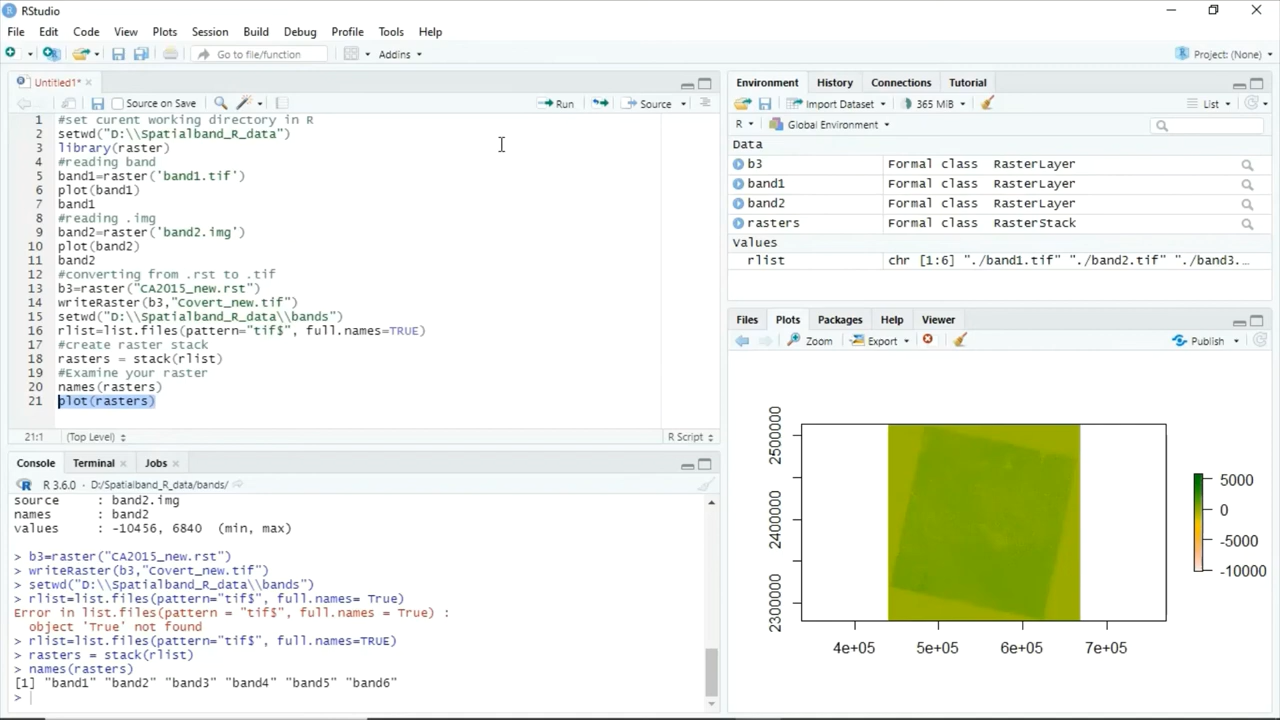 RStudio
File Edit Code View Plots Session Build Debug Profile Tools Help
Go to file/function Addins Project: (None)
Untitled1*
Source on Save Run Source
1 #set curent working directory in R
2 setwd("D:\\Spatialband_R_data")
3 library(raster)
4 #reading band
5 band1=raster('band1.tif')
6 plot(band1)
7 band1
8 #reading .img
9 band2=raster('band2.img')
10 plot(band2)
11 band2
12 #converting from .rst to .tif
13 b3=raster("CA2015_new.rst")
14 writeRaster(b3,"Covert_new.tif")
15 setwd("D:\\Spatialband_R_data\\bands")
16 rlist=list.files(pattern="tif$", full.names=TRUE)
17 #create raster stack
18 rasters = stack(rlist)
19 #Examine your raster
20 names(rasters)
21 plot(rasters)
21:1 (Top Level) R Script
Console Terminal Jobs
R 3.6.0 · D:/Spatialband_R_data/bands/
source : band2.img
names : band2
values : -10456, 6840 (min, max)
> b3=raster("CA2015_new.rst")
> writeRaster(b3,"Covert_new.tif")
> setwd("D:\\Spatialband_R_data\\bands")
> rlist=list.files(pattern="tif$", full.names= True)
Error in list.files(pattern = "tif$", full.names = True) :
object 'True' not found
> rlist=list.files(pattern="tif$", full.names=TRUE)
> rasters = stack(rlist)
> names(rasters)
[1] "band1" "band2" "band3" "band4" "band5" "band6"
>
Environment History Connections Tutorial
Import Dataset 365 MiB List
R Global Environment
Data
b3 Formal class RasterLayer
band1 Formal class RasterLayer
band2 Formal class RasterLayer
rasters Formal class RasterStack
Values
rlist chr [1:6] "./band1.tif" "./band2.tif" "./band3.…
Files Plots Packages Help Viewer
Zoom Export Publish
2500000
2400000
2300000
4e+05 5e+05 6e+05 7e+05
5000
0
-5000
-10000